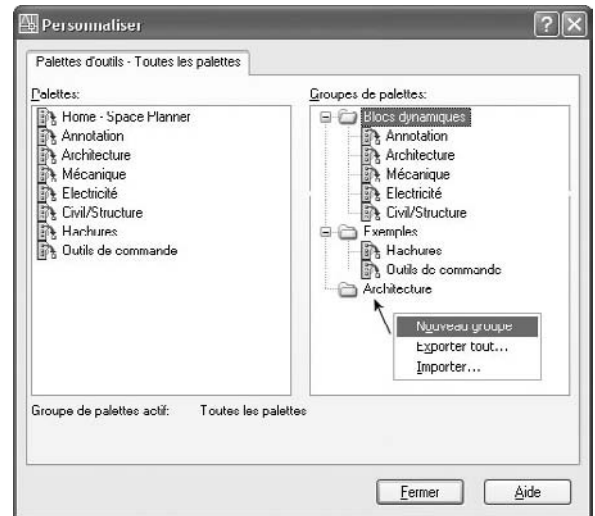 Personnaliser
Palettes d'outils - Toutes les palettes
Palettes:
Home - Space Planner
Annotation
Architecture
Mécanique
Electricité
Civil/Structure
Hachures
Outils de commande
Groupes de palettes:
Blocs dynamiques
Annotation
Architecture
Mécanique
Electricité
Civil/Structure
Exemples
Hachures
Outils de commande
Architecture
Nouveau groupe
Exporter tout...
Importer...
Groupe de palettes actif: Toutes les palettes
Fermer
Aide